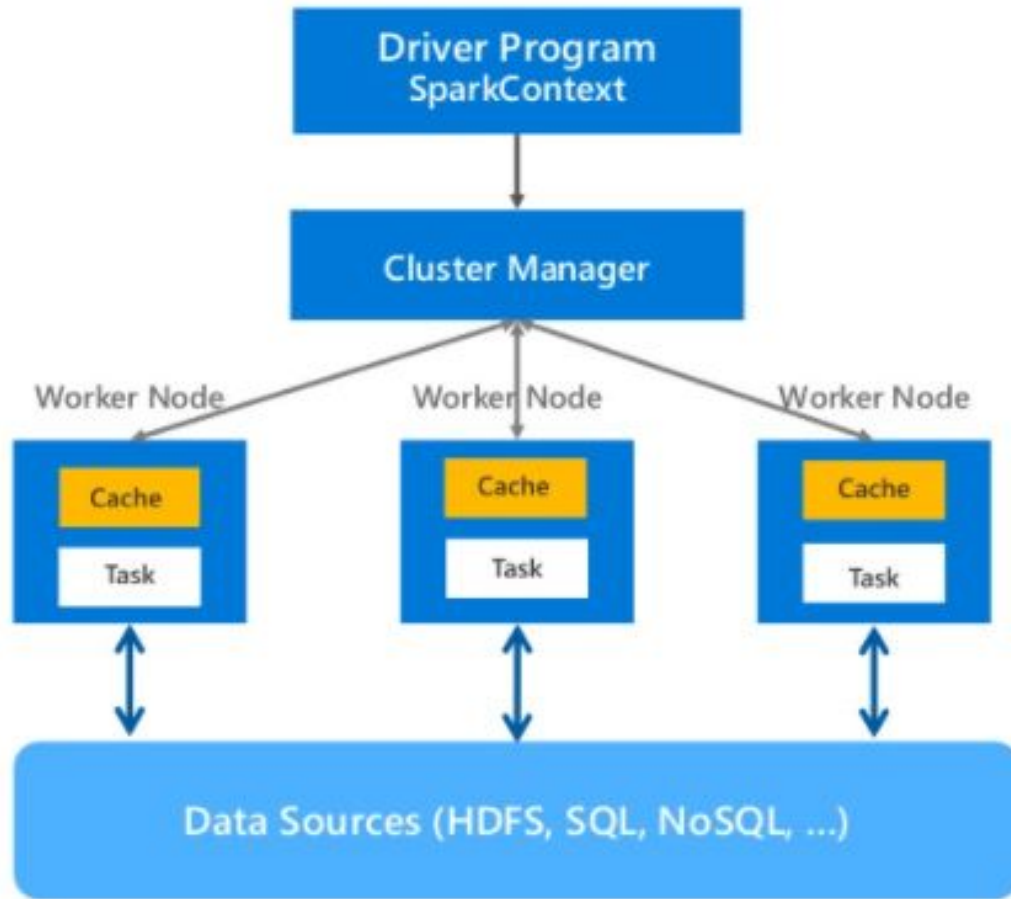 Driver Program
SparkContext
Cluster Manager
Worker Node
Worker Node
Worker Node
Cache
Task
Cache
Task
Cache
Task
Data Sources (HDFS, SQL, NoSQL, ...)